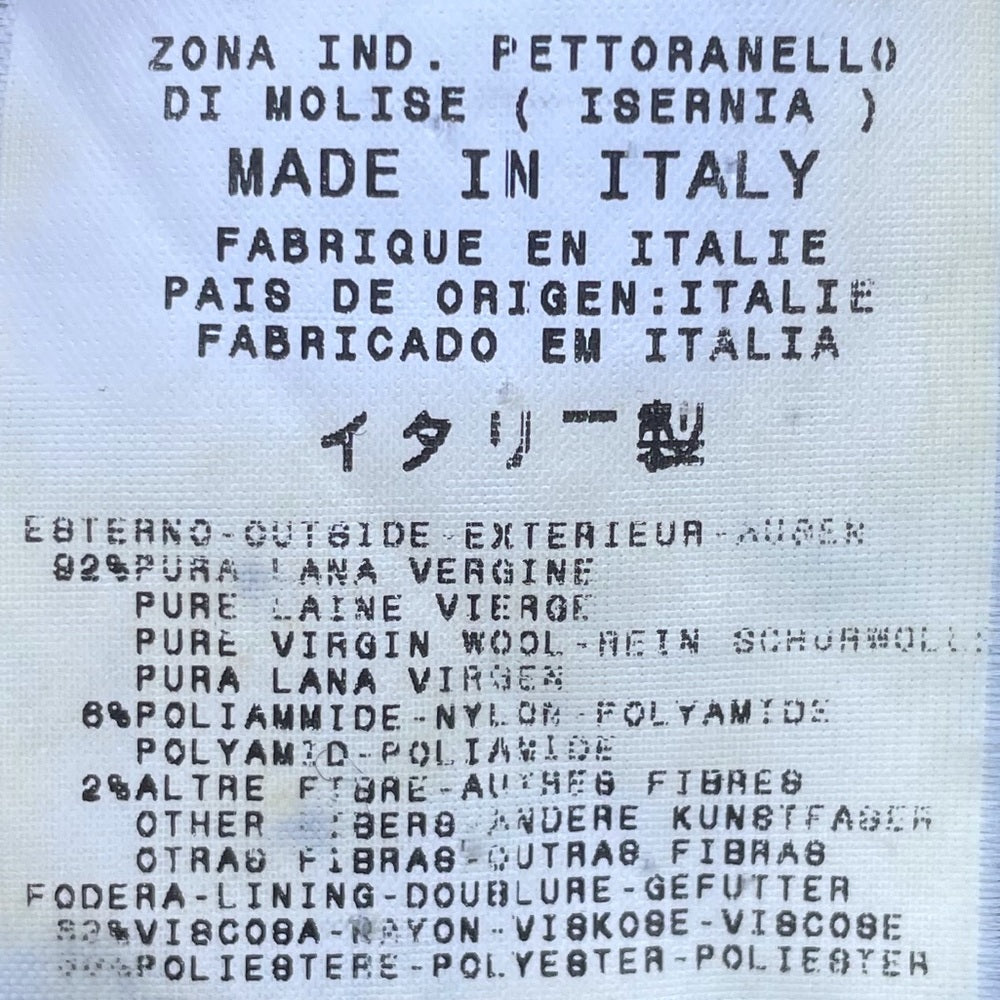 ZONA IND. PETTORANELLO
DI MOLISE ( ISERNIA )
MADE IN ITALY
FABRIQUE EN ITALIE
PAIS DE ORIGEN:ITALIE
FABRICADO EM ITALIA
イタリー製
ESTERNO-OUTSIDE-EXTERIEUR-AUSEN
92%PURA LANA VERGINE
PURE LAINE VIERGE
PURE VIRGIN WOOL-REIN SCHURWOLL
PURA LANA VIRGEN
6%POLIAMMIDE-NYLON-POLYAMIDE
POLYAMID-POLIAMIDE
2%ALTRE FIBRE-AUTRES FIBRES
OTHER FIBERS ANDERE KUNSTFASER
OTRAS FIBRAS-OUTRAS FIBRAS
FODERA-LINING-DOUBLURE-GEFUTTER
VISCOSA-RAYON-VISKOSE-VISCOSE
POLIESTERE-POLYESTER-POLIESTER